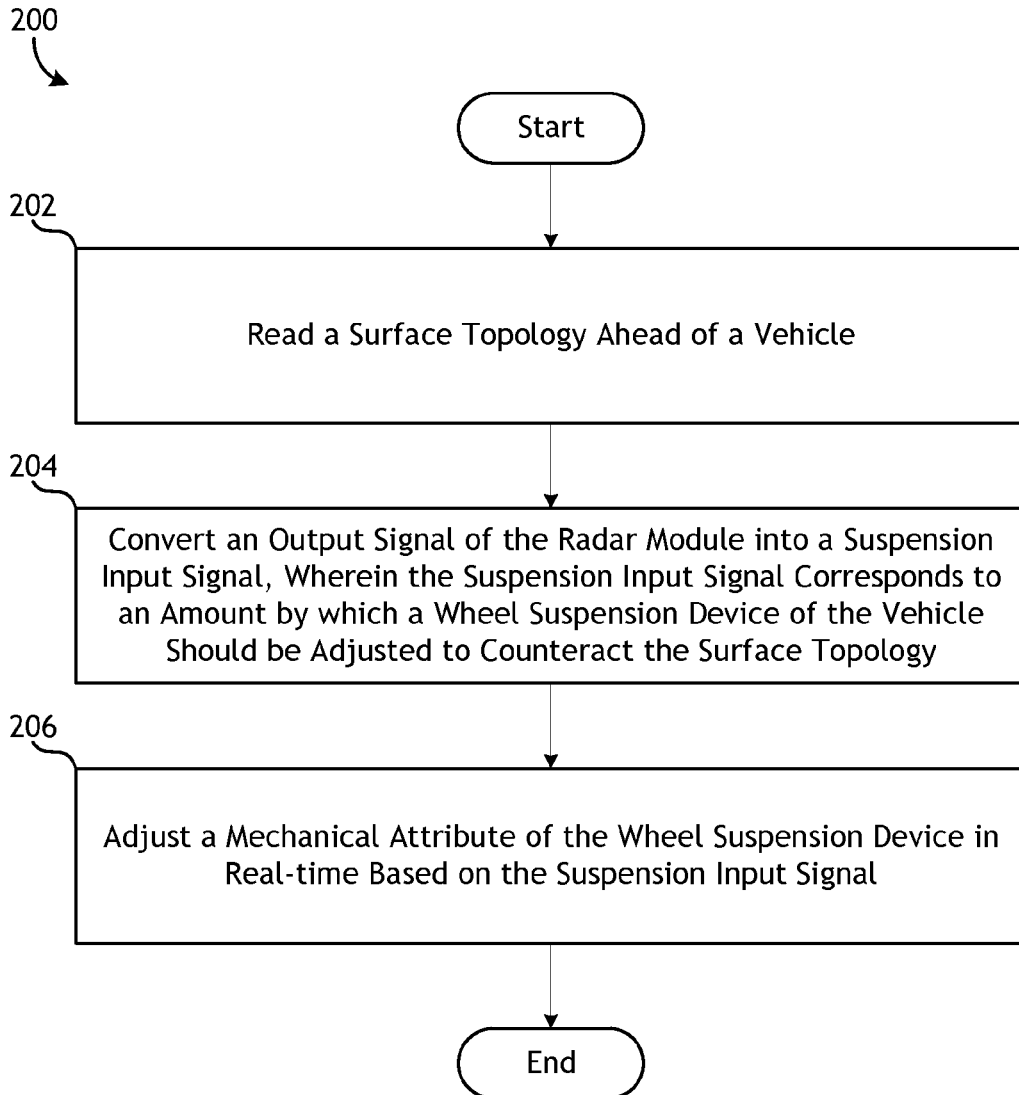 200
Start
202
Read a Surface Topology Ahead of a Vehicle
204
Convert an Output Signal of the Radar Module into a Suspension
Input Signal, Wherein the Suspension Input Signal Corresponds to
an Amount by which a Wheel Suspension Device of the Vehicle
Should be Adjusted to Counteract the Surface Topology
206
Adjust a Mechanical Attribute of the Wheel Suspension Device in
Real-time Based on the Suspension Input Signal
End